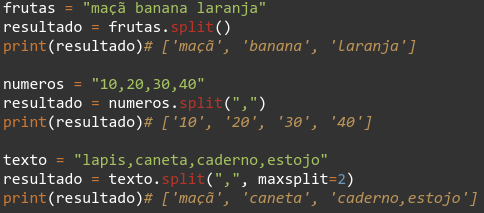 frutas = "maçã banana laranja"
resultado = frutas.split()
print(resultado)# ['maçã', 'banana', 'laranja']
numeros = "10,20,30,40"
resultado = numeros.split(",")
print(resultado)# ['10', '20', '30', '40']
texto = "lapis,caneta,caderno,estojo"
resultado = texto.split(",", maxsplit=2)
print(resultado)# ['maçã', 'caneta', 'caderno,estojo']